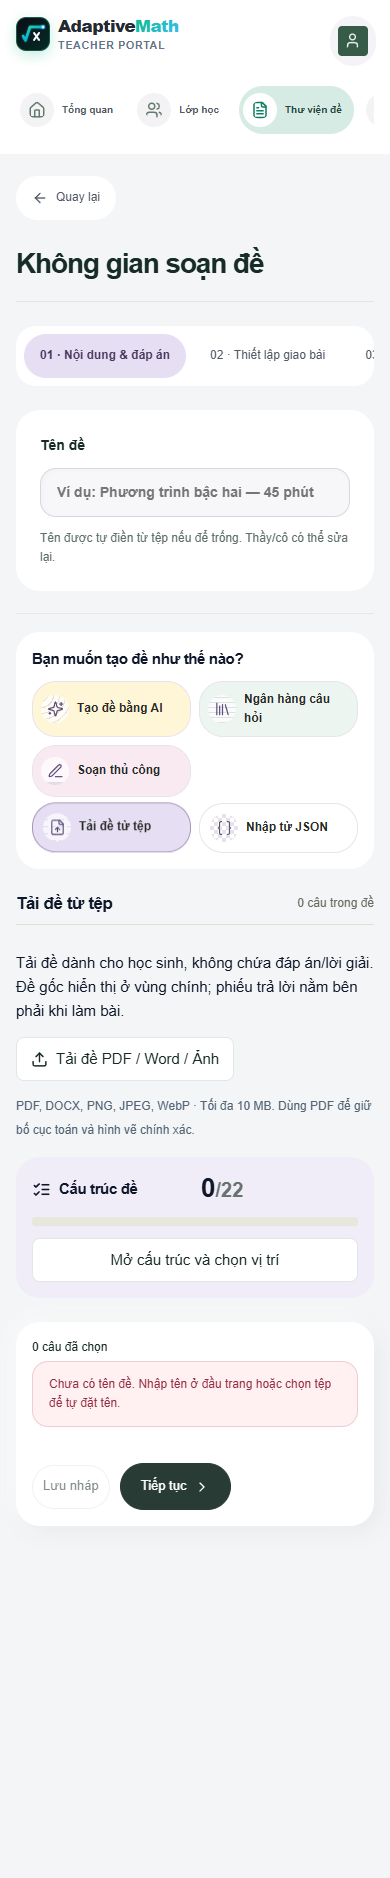 AdaptiveMath
TEACHER PORTAL
Tổng quan
Lớp học
Thư viện đề
Quay lại
Không gian soạn đề
01 · Nội dung & đáp án
02 · Thiết lập giao bài
Tên đề
Ví dụ: Phương trình bậc hai — 45 phút
Tên được tự điền từ tệp nếu để trống. Thầy/cô có thể sửa
lại.
Bạn muốn tạo đề như thế nào?
Tạo đề bằng AI
Ngân hàng câu
hỏi
Soạn thủ công
Tải đề từ tệp
Nhập từ JSON
Tải đề từ tệp
0 câu trong đề
Tải đề dành cho học sinh, không chứa đáp án/lời giải.
Đề gốc hiển thị ở vùng chính; phiếu trả lời nằm bên
phải khi làm bài.
Tải đề PDF / Word / Ảnh
PDF, DOCX, PNG, JPEG, WebP · Tối đa 10 MB. Dùng PDF để giữ
bố cục toán và hình vẽ chính xác.
Cấu trúc đề
0/22
Mở cấu trúc và chọn vị trí
0 câu đã chọn
Chưa có tên đề. Nhập tên ở đầu trang hoặc chọn tệp
để tự đặt tên.
Lưu nháp
Tiếp tục